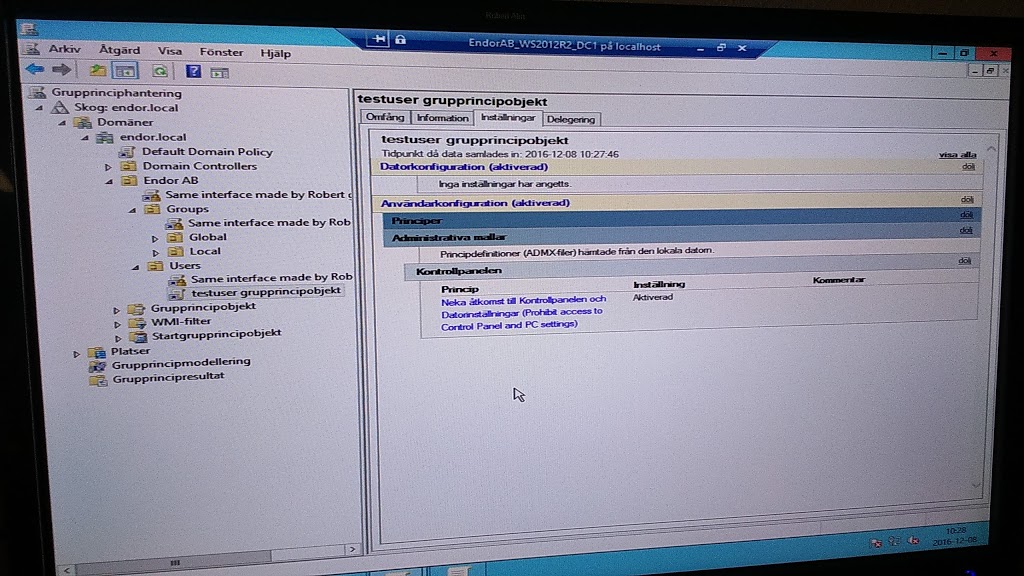 EndorAB_WS2012R2_DC1 på localhost
Arkiv Åtgärd Visa Fönster Hjälp
Grupprinciphantering
Skog: endor.local
Domäner
endor.local
Default Domain Policy
Domain Controllers
Endor AB
Same interface made by Robert
Groups
Same interface made by Rob
Global
Local
Users
Same interface made by Rob
testuser grupprincipobjekt
Grupprincipobjekt
WMI-filter
Startgrupprincipobjekt
Platser
Grupprincipmodellering
Grupprincipresultat
testuser grupprincipobjekt
Omfång Information Inställningar Delegering
testuser grupprincipobjekt
Tidpunkt då data samlades in: 2016-12-08 10:27:46 visa alla
Datorkonfiguration (aktiverad) dölj
Inga inställningar har angetts.
Användarkonfiguration (aktiverad) dölj
Principer dölj
Administrativa mallar dölj
Principdefinitioner (ADMX-filer) hämtade från den lokala datorn.
Kontrollpanelen dölj
Princip Inställning Kommentar
Neka åtkomst till Kontrollpanelen och Aktiverad
Datorinställningar (Prohibit access to
Control Panel and PC settings)
10:28
2016-12-08